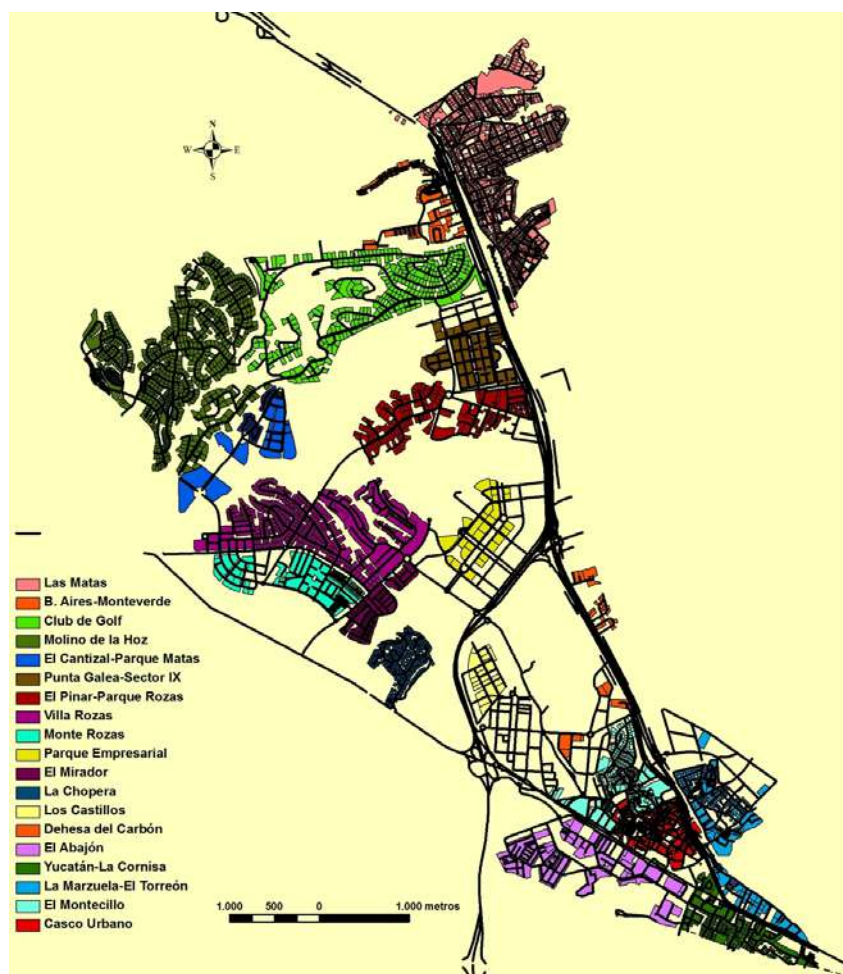 N
W E
S
Las Matas
B. Aires-Monteverde
Club de Golf
Molino de la Hoz
El Cantizal-Parque Matas
Punta Galea-Sector IX
El Pinar-Parque Rozas
Villa Rozas
Monte Rozas
Parque Empresarial
El Mirador
La Chopera
Los Castillos
Dehesa del Carbón
El Abajón
Yucatán-La Cornisa
La Marzuela-El Torreón
El Montecillo
Casco Urbano
1.000 500 0 1.000 metros